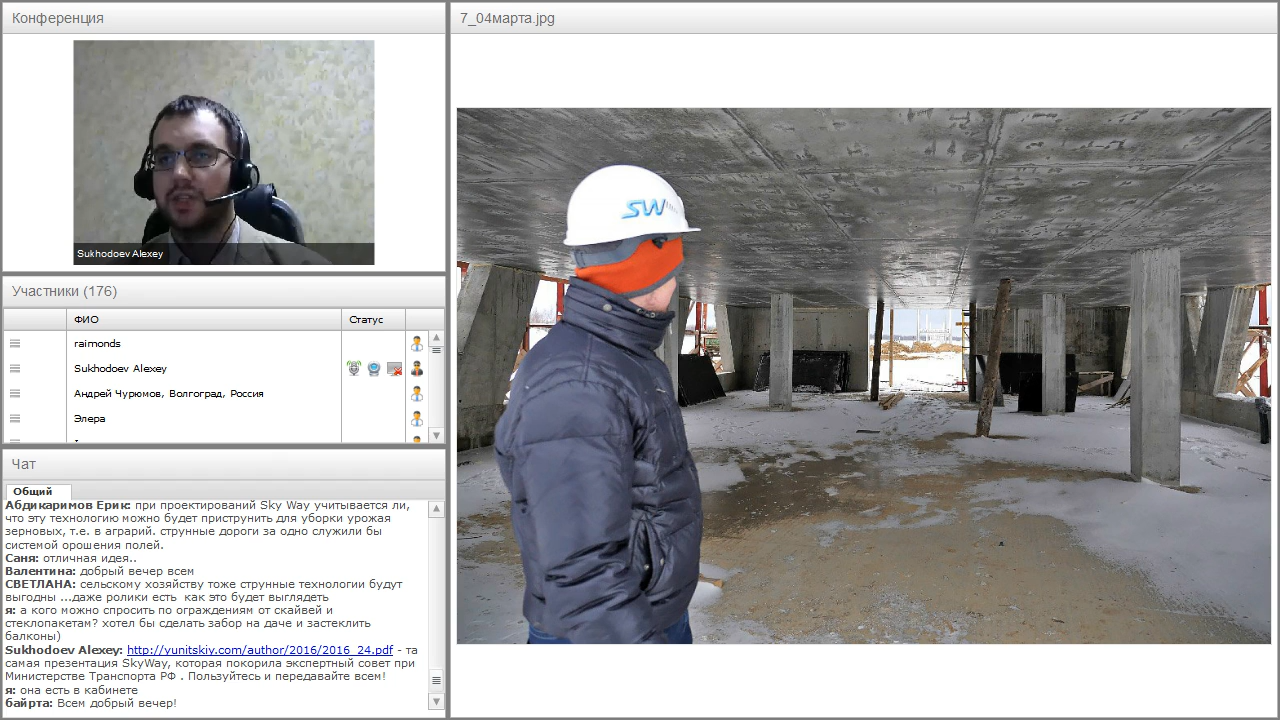 Конференция
Sukhodoev Alexey
Участники (176)
ФИО
Статус
raimonds
Sukhodoev Alexey
Андрей Чурюмов, Волгоград, Россия
Элера
Чат
Общий
Абдикаримов Ерик: при проектирований Sky Way учитывается ли,
что эту технологию можно будет приструнить для уборки урожая
зерновых, т.е. в аграрий. струнные дороги за одно служили бы
системой орошения полей.
Саня: отличная идея..
Валентина: добрый вечер всем
СВЕТЛАНА: сельскому хозяйству тоже струнные технологии будут
выгодны ...даже ролики есть как это будет выглядеть
я: а кого можно спросить по ограждениям от скайвей и
стеклопакетам? хотел бы сделать забор на даче и застеклить
балконы)
Sukhodoev Alexey: http://yunitskiy.com/author/2016/2016_24.pdf - та
самая презентация SkyWay, которая покорила экспертный совет при
Министерстве Транспорта РФ . Пользуйтесь и передавайте всем!
я: она есть в кабинете
байрта: Всем добрый вечер!
7_04марта.jpg
SW